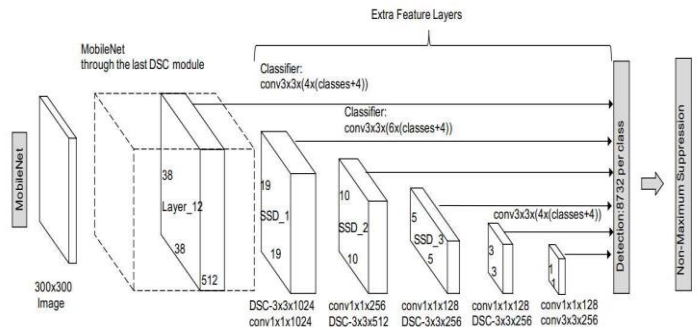 Extra Feature Layers
MobileNet
through the last DSC module
Classifier:
conv3x3x(4x(classes+4))
Classifier:
conv3x3x(6x(classes+4))
MobileNet
300x300
Image
38
Layer_12
38
512
19
SSD_1
19
10
SSD_2
10
5
SSD_3
5
conv3x3x(4x(classes+4))
3
3
1
1
Detection:8732 per class
Non-Maximum Suppression
DSC-3x3x1024
conv1x1x1024
conv1x1x256
DSC-3x3x512
conv1x1x128
DSC-3x3x256
conv1x1x128
DSC-3x3x256
conv1x1x128
conv3x3x256